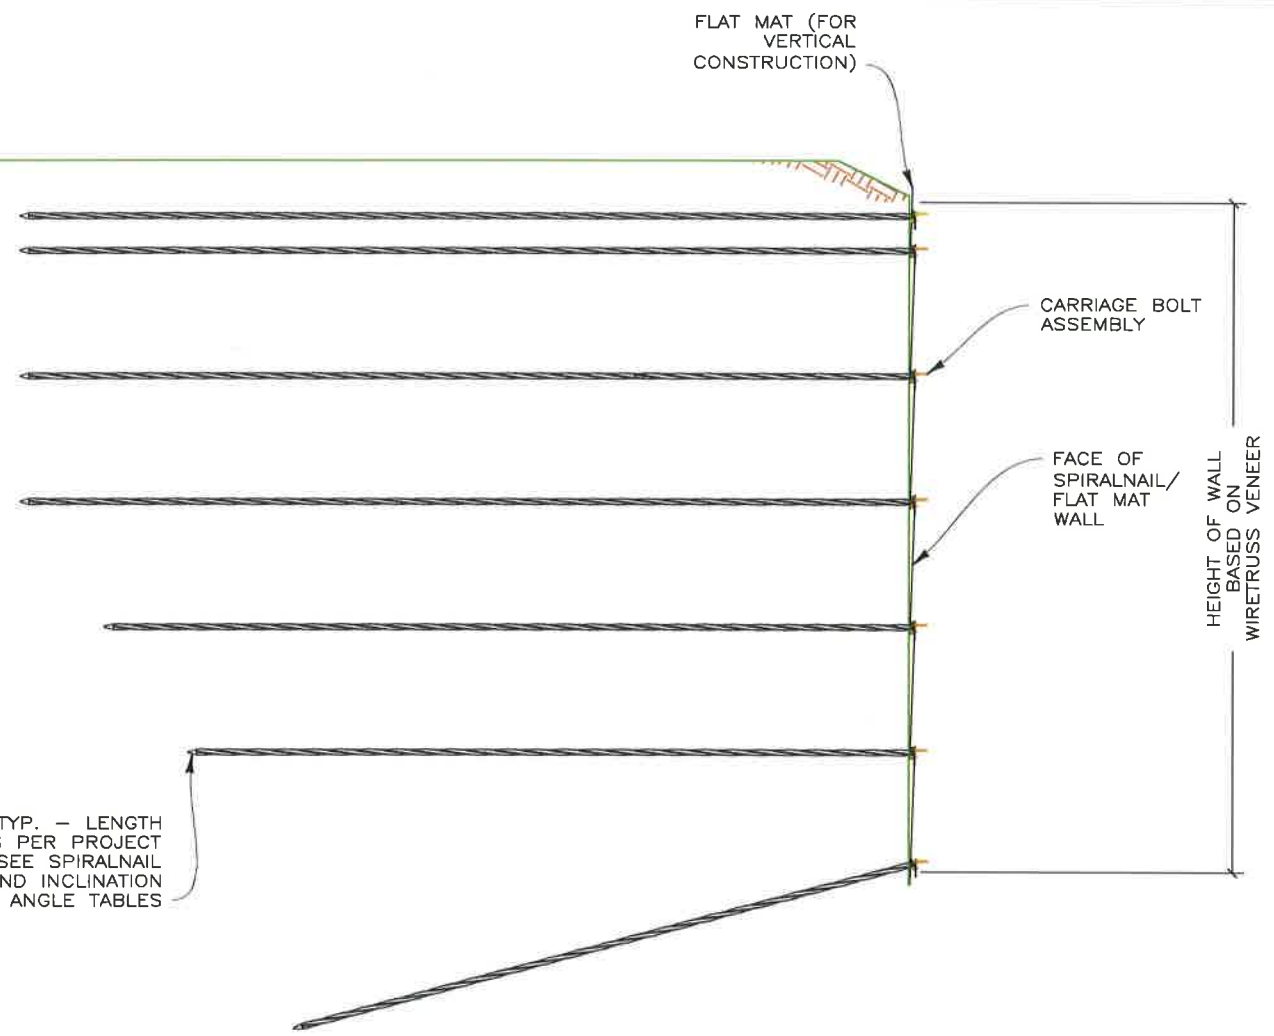 FLAT MAT (FOR
VERTICAL
CONSTRUCTION)
CARRIAGE BOLT
ASSEMBLY
FACE OF
SPIRALNAIL/
FLAT MAT
WALL
HEIGHT OF WALL
BASED ON
WIRETRUSS VENEER
TYP. – LENGTH
PER PROJECT
SEE SPIRALNAIL
INCLINATION
ANGLE TABLES